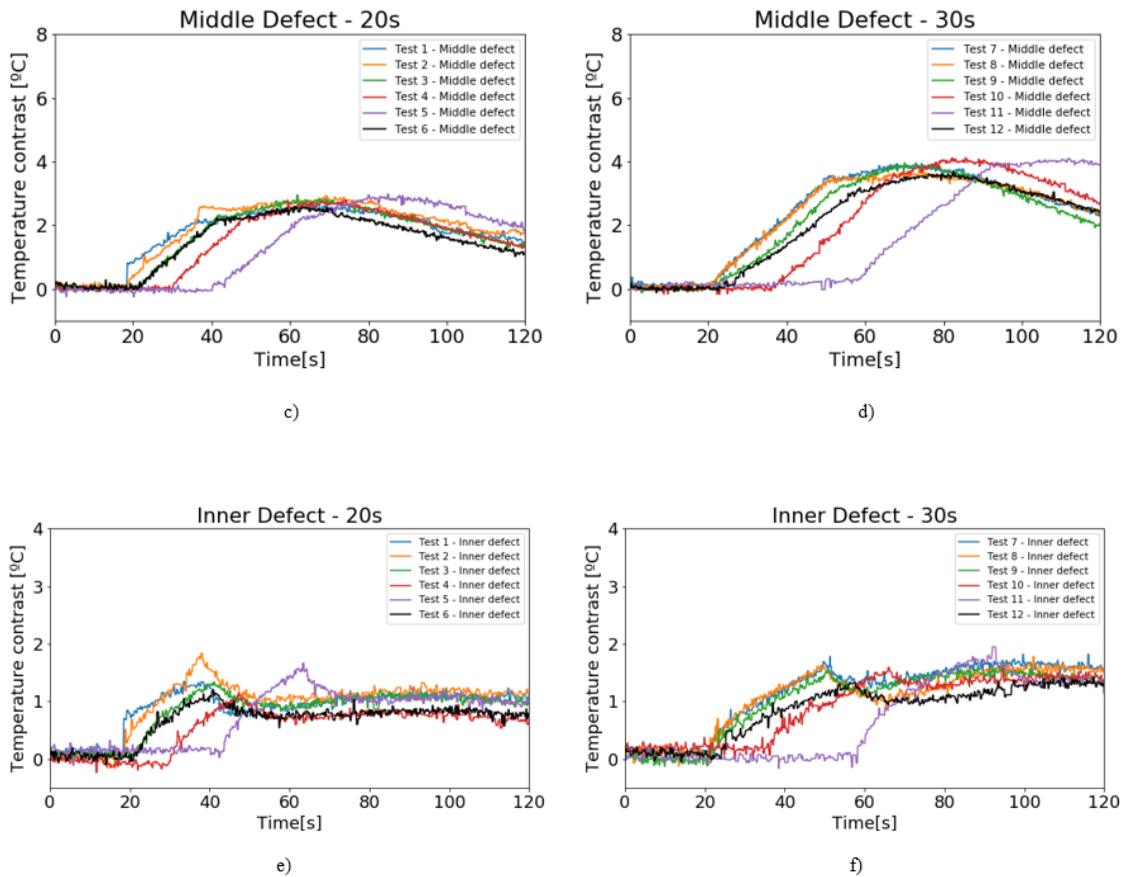 Middle Defect - 20s
Temperature contrast [ºC]
8
6
4
2
0
Test 1 - Middle defect
Test 2 - Middle defect
Test 3 - Middle defect
Test 4 - Middle defect
Test 5 - Middle defect
Test 6 - Middle defect
0 20 40 60 80 100 120
Time[s]
c)
Middle Defect - 30s
Temperature contrast [ºC]
8
6
4
2
0
Test 7 - Middle defect
Test 8 - Middle defect
Test 9 - Middle defect
Test 10 - Middle defect
Test 11 - Middle defect
Test 12 - Middle defect
0 20 40 60 80 100 120
Time[s]
d)
Inner Defect - 20s
Temperature contrast [ºC]
4
3
2
1
0
Test 1 - Inner defect
Test 2 - Inner defect
Test 3 - Inner defect
Test 4 - Inner defect
Test 5 - Inner defect
Test 6 - Inner defect
0 20 40 60 80 100 120
Time[s]
e)
Inner Defect - 30s
Temperature contrast [ºC]
4
3
2
1
0
Test 7 - Inner defect
Test 8 - Inner defect
Test 9 - Inner defect
Test 10 - Inner defect
Test 11 - Inner defect
Test 12 - Inner defect
0 20 40 60 80 100 120
Time[s]
f)